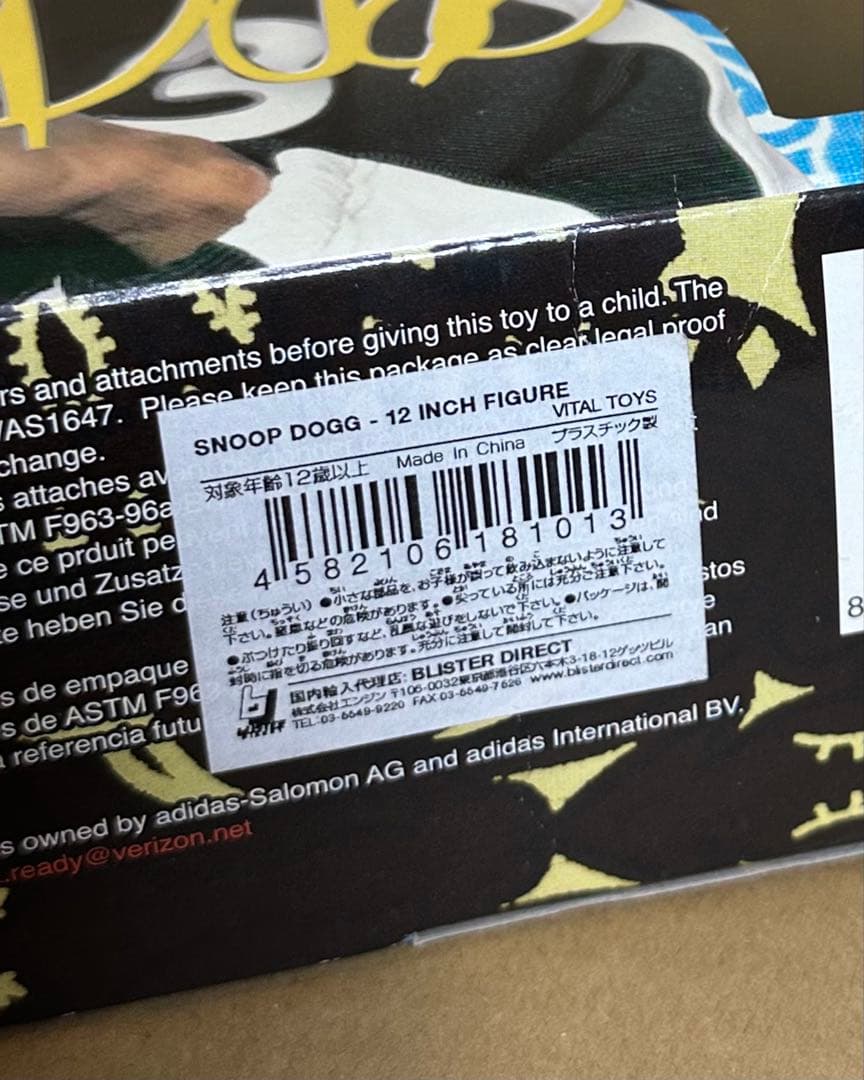 rs and attachments before giving this toy to a child. The
/AS1647. Please keep this package as clear legal proof
change.
s attaches av
TM F963-96a
e ce prduit pe
nd
se und Zusatz
stos
te heben Sie d
e
an
s de empaque
s de ASTM F96
a referencia futu
s owned by adidas-Salomon AG and adidas International BV.
.ready@verizon.net
SNOOP DOGG - 12 INCH FIGURE
VITAL TOYS
対象年齢12歳以上 Made In China プラスチック製
4 582106 181013
注意(ちゅうい) ●小さな部品を、お子様が誤って飲み込まないように注意して
下さい。窒息などの危険があります。●尖っている所には充分ご注意下さい。
●ぶつけたり振り回すなど、乱暴な遊びをしないで下さい。●パッケージは、開
封時に指を切る危険があります。充分に注意して開封して下さい。
国内輸入代理店: BLISTER DIRECT
株式会社エンジン 〒106-0032東京都港区六本木3-18-12ゲッツビル
TEL:03-5549-9220 FAX 03-5549-7626 www.blisterdirect.com
8